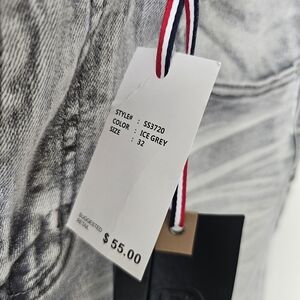 STYLE# : SS3720
COLOR : ICE GREY
SIZE : 32
SUGGESTED
RETAIL
$ 55.00